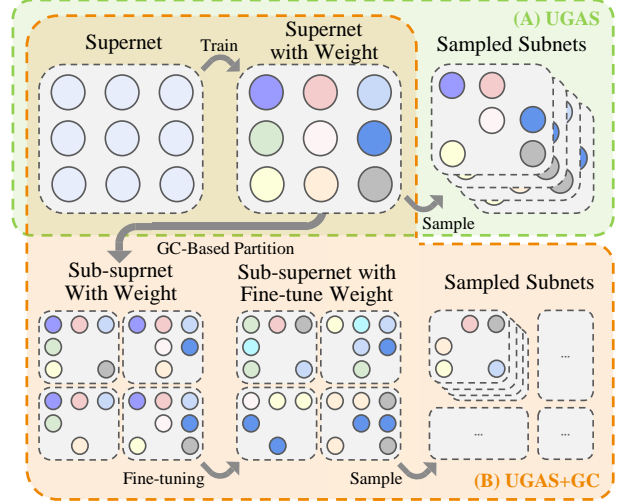 (A) UGAS
Supernet
Train
Supernet
with Weight
Sampled Subnets
Sample
GC-Based Partition
Sub-suprnet
With Weight
Sub-supernet with
Fine-tune Weight
Sampled Subnets
...
...
...
Fine-tuning
Sample
(B) UGAS+GC